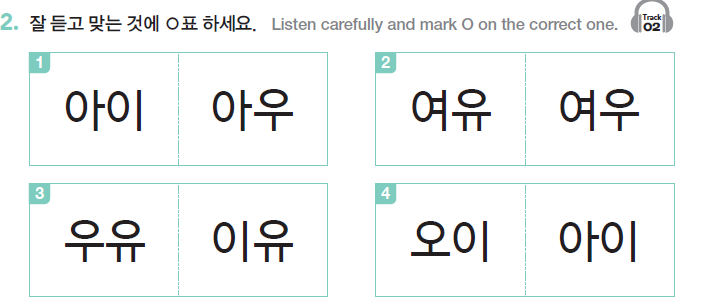 2. 잘 듣고 맞는 것에 O표 하세요. Listen carefully and mark O on the correct one. Track 02
1 아이 아우
2 여유 여우
3 우유 이유
4 오이 아이